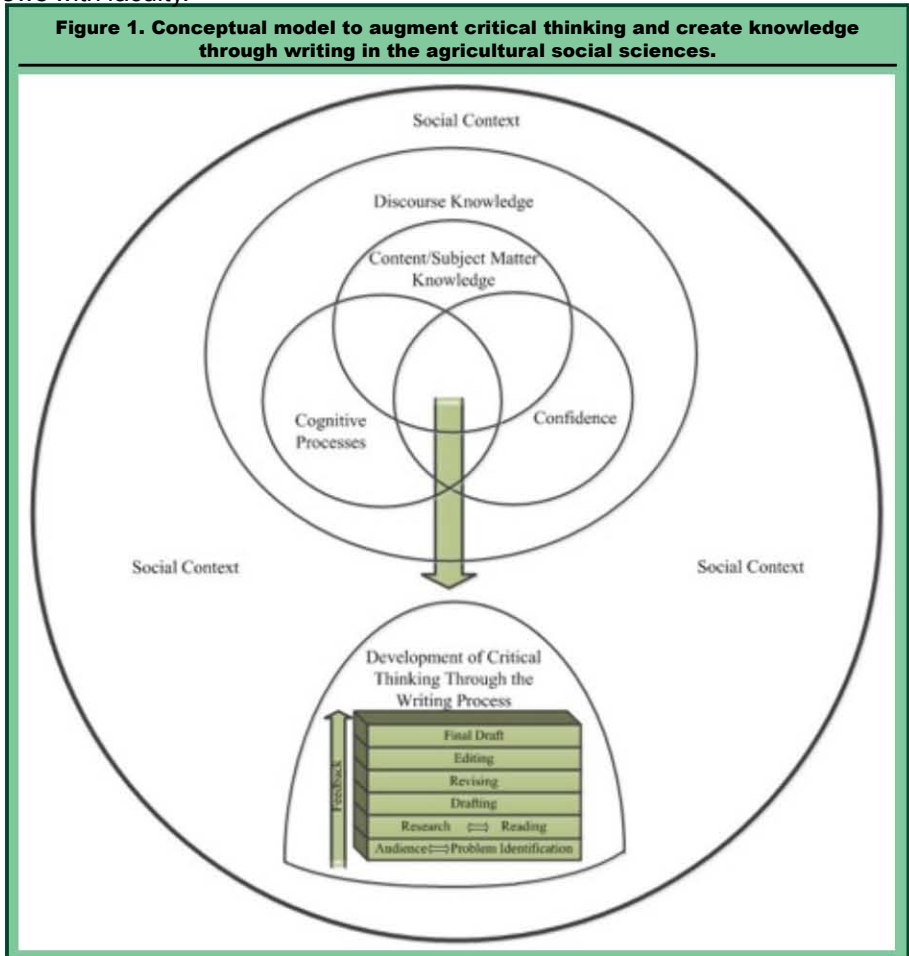 with faculty.
Figure 1. Conceptual model to augment critical thinking and create knowledge
through writing in the agricultural social sciences.
Social Context
Discourse Knowledge
Content/Subject Matter
Knowledge
Cognitive
Processes
Confidence
Social Context
Social Context
Development of Critical
Thinking Through the
Writing Process
Final Draft
Editing
Revising
Drafting
Research ⇔ Reading
Audience⇔Problem Identification
Feedback